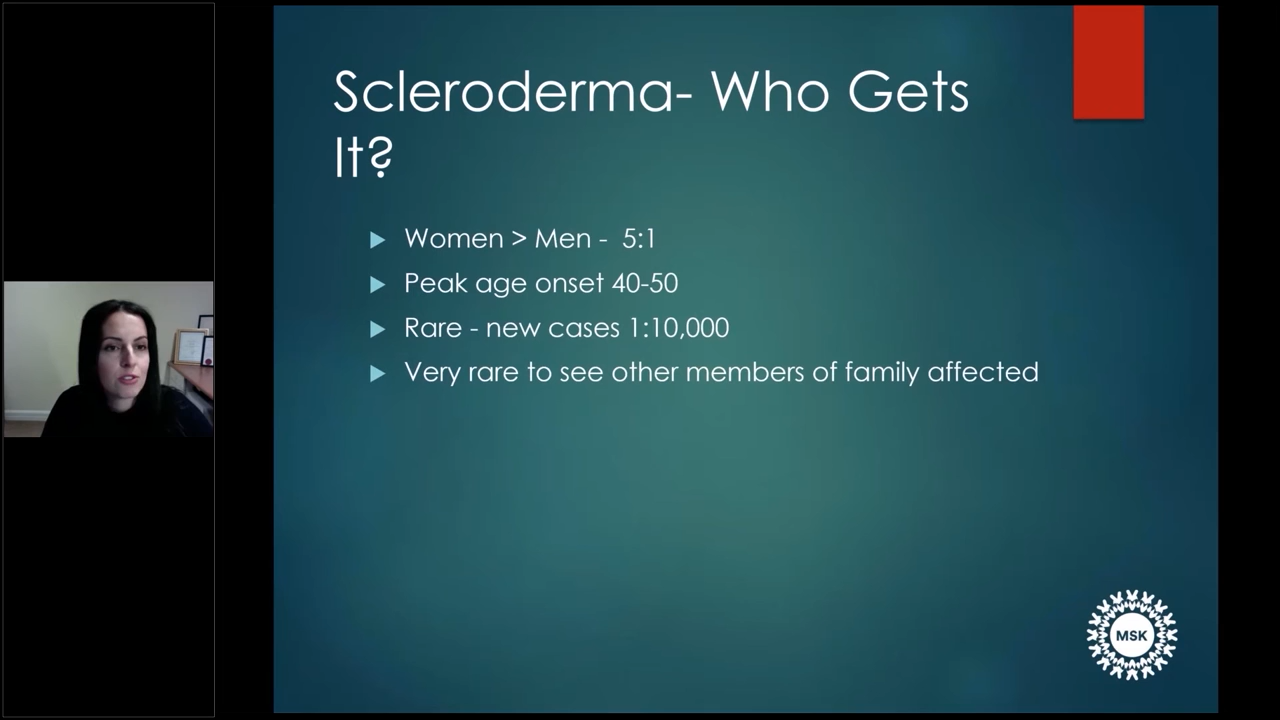 Scleroderma- Who Gets
It?
Women > Men - 5:1
Peak age onset 40-50
Rare - new cases 1:10,000
Very rare to see other members of family affected
MSK